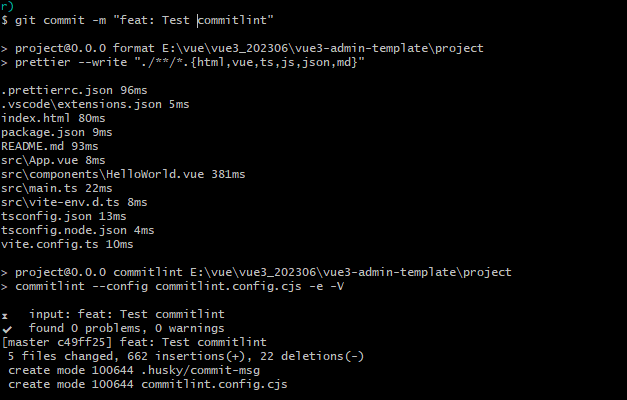 r)
$ git commit -m "feat: Test commitlint"
> project@0.0.0 format E:\vue\vue3_202306\vue3-admin-template\project
> prettier --write "./**/*.{html,vue,ts,js,json,md}"
.prettierrc.json 96ms
.vscode\extensions.json 5ms
index.html 80ms
package.json 9ms
README.md 93ms
src\App.vue 8ms
src\components\HelloWorld.vue 381ms
src\main.ts 22ms
src\vite-env.d.ts 8ms
tsconfig.json 13ms
tsconfig.node.json 4ms
vite.config.ts 10ms
> project@0.0.0 commitlint E:\vue\vue3_202306\vue3-admin-template\project
> commitlint --config commitlint.config.cjs -e -V
⧗   input: feat: Test commitlint
✔   found 0 problems, 0 warnings
[master c49ff25] feat: Test commitlint
 5 files changed, 662 insertions(+), 22 deletions(-)
 create mode 100644 .husky/commit-msg
 create mode 100644 commitlint.config.cjs